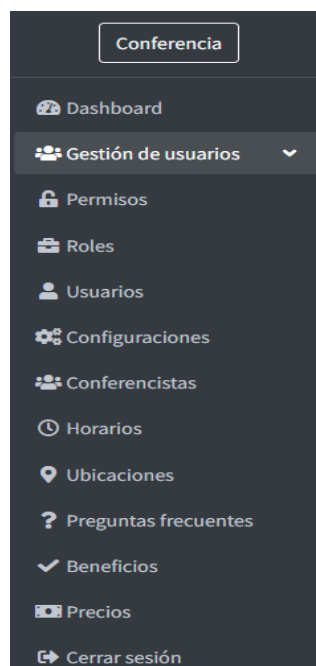 Conferencia
Dashboard
Gestión de usuarios
Permisos
Roles
Usuarios
Configuraciones
Conferencistas
Horarios
Ubicaciones
Preguntas frecuentes
Beneficios
Precios
Cerrar sesión